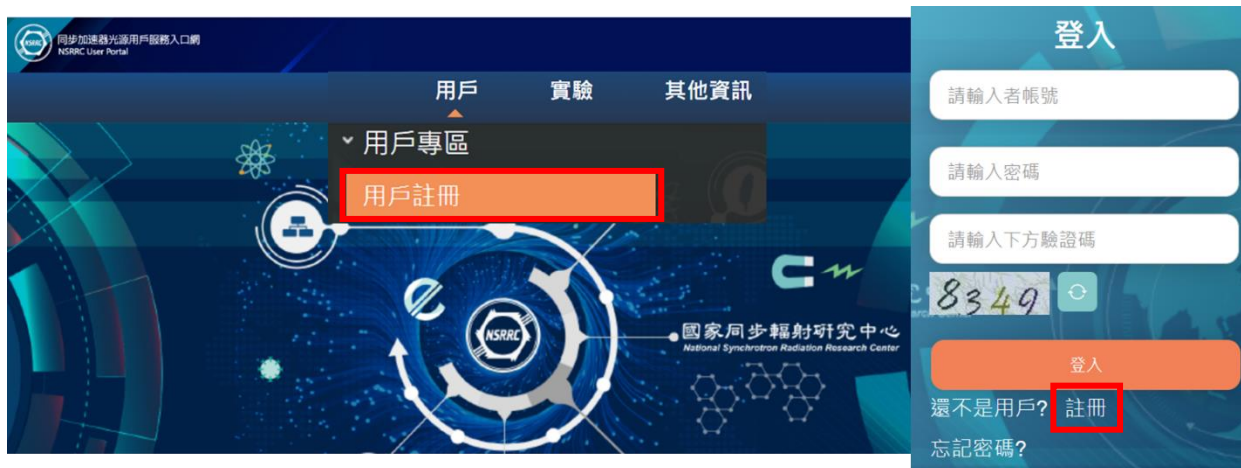 NSRRC
同步加速器光源用戶服務入口網
NSRRC User Portal
用戶 實驗 其他資訊
用戶專區
用戶註冊
NSRRC
國家同步輻射研究中心
National Synchrotron Radiation Research Center
登入
請輸入者帳號
請輸入密碼
請輸入下方驗證碼
8349
登入
還不是用戶? 註冊
忘記密碼?